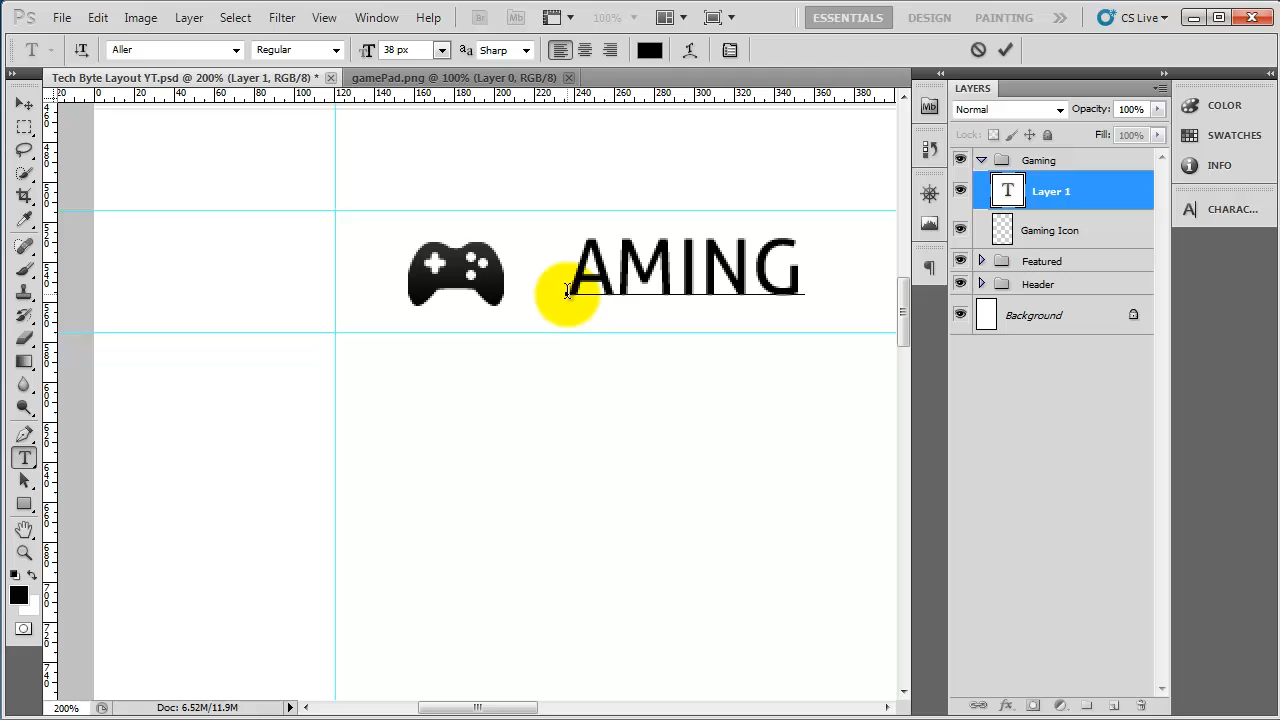 Ps File Edit Image Layer Select Filter View Window Help Br Mb 100% ESSENTIALS DESIGN PAINTING CS Live
T Aller Regular 38 px Sharp
Tech Byte Layout YT.psd @ 200% (Layer 1, RGB/8) * gamePad.png @ 100% (Layer 0, RGB/8)
20 0 20 40 60 80 100 120 140 160 180 200 220 240 260 280 300 320 340 360 380
LAYERS
Normal Opacity: 100%
Lock: Fill: 100%
Gaming
T Layer 1
Gaming Icon
Featured
Header
Background
COLOR
SWATCHES
INFO
CHARAC...
AMING
200% Doc: 6.52M/11.9M